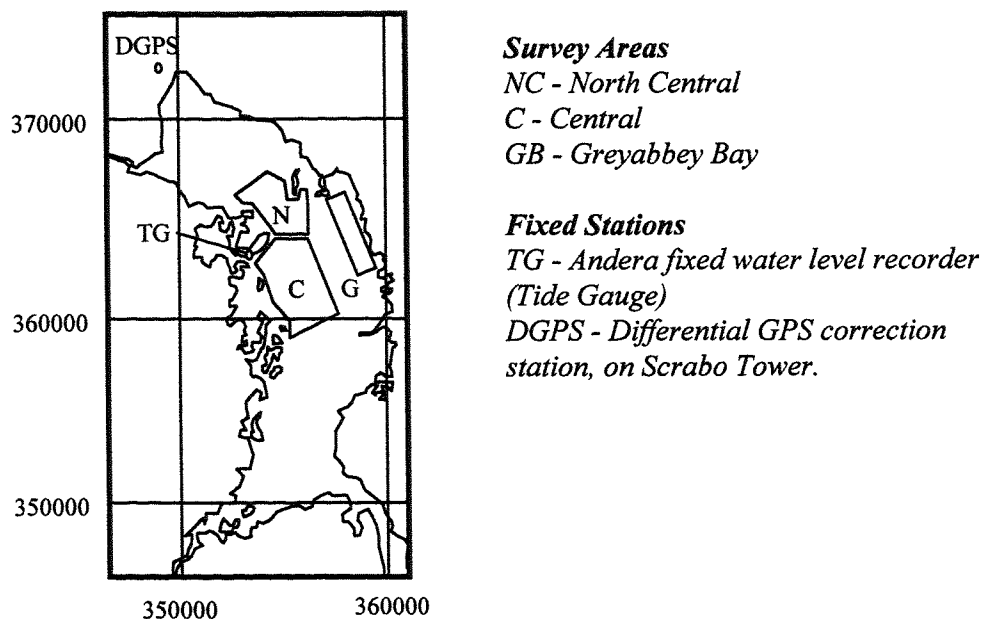 DGPS
370000
N
TG
C
G
360000
350000
350000
360000
Survey Areas
NC - North Central
C - Central
GB - Greyabbey Bay
Fixed Stations
TG - Andera fixed water level recorder
(Tide Gauge)
DGPS - Differential GPS correction
station, on Scrabo Tower.